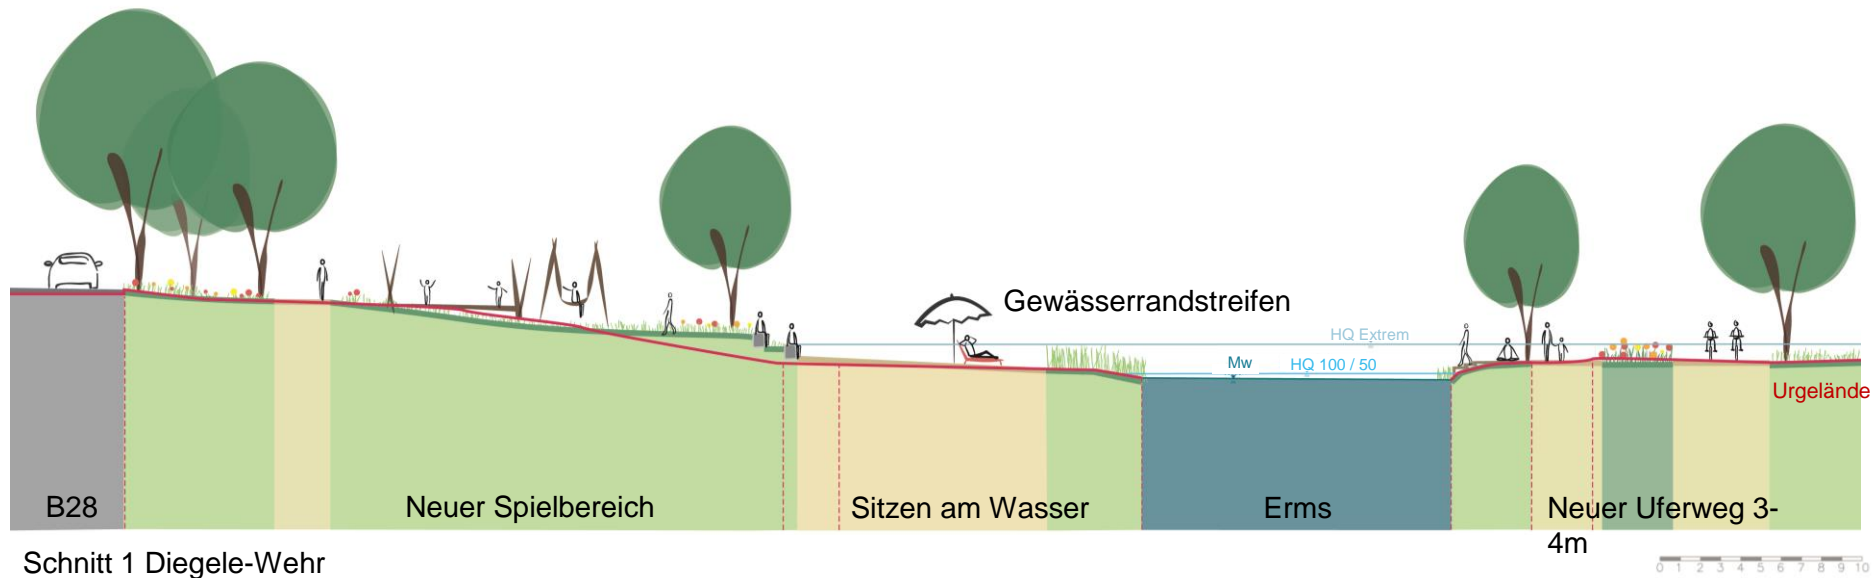 Gewässerrandstreifen
HQ Extrem
Mw
HQ 100 / 50
Urgelände
B28
Neuer Spielbereich
Sitzen am Wasser
Erms
Neuer Uferweg 3-
4m
Schnitt 1 Diegele-Wehr
0 1 2 3 4 5 6 7 8 9 10